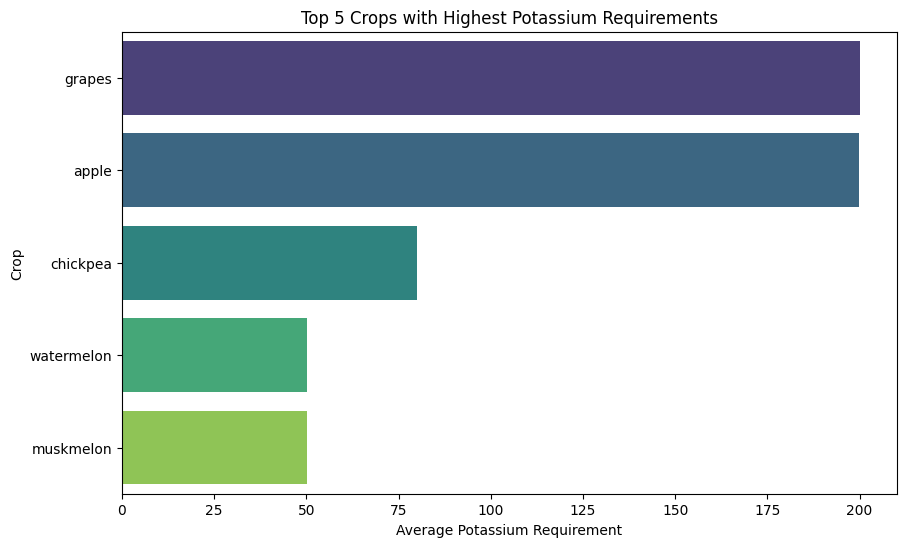 Top 5 Crops with Highest Potassium Requirements
grapes
apple
chickpea
watermelon
muskmelon
Crop
0 25 50 75 100 125 150 175 200
Average Potassium Requirement